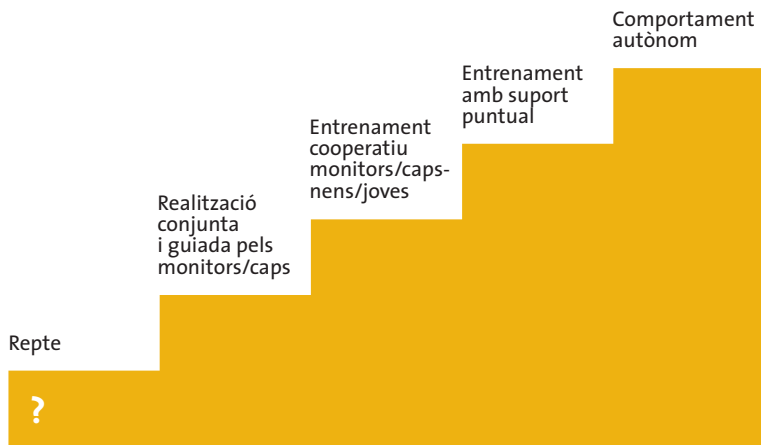 Repte
?
Realització
conjunta
i guiada pels
monitors/caps
Entrenament
cooperatiu
monitors/caps-
nens/joves
Entrenament
amb suport
puntual
Comportament
autònom